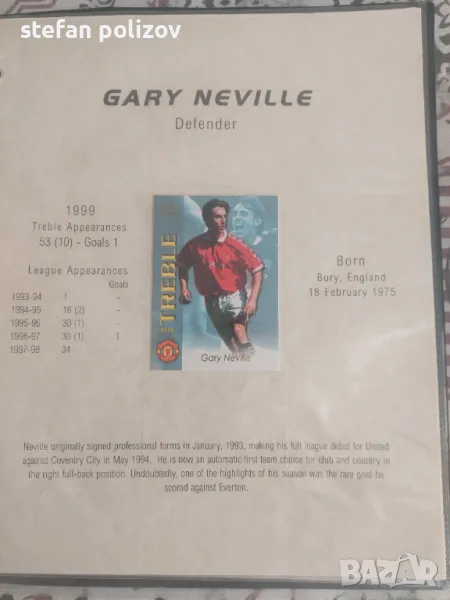 stefan polizov
GARY NEVILLE
Defender
1999
Treble Appearances
53 (10) - Goals 1
League Appearances
Goals
1993-94 1 -
1994-95 16 (2) -
1995-96 30 (1) -
1996-97 30 (1) 1
1997-98 34 -
THE TREBLE
Gary Neville
Born
Bury, England
18 February 1975
Neville originally signed professional forms in January, 1993, making his full league debut for United
against Coventry City in May 1994. He is now an automatic first team choice for club and country in
the right full-back position. Undoubtedly, one of the highlights of his season was the rare goal he
scored against Everton.
BAZAR